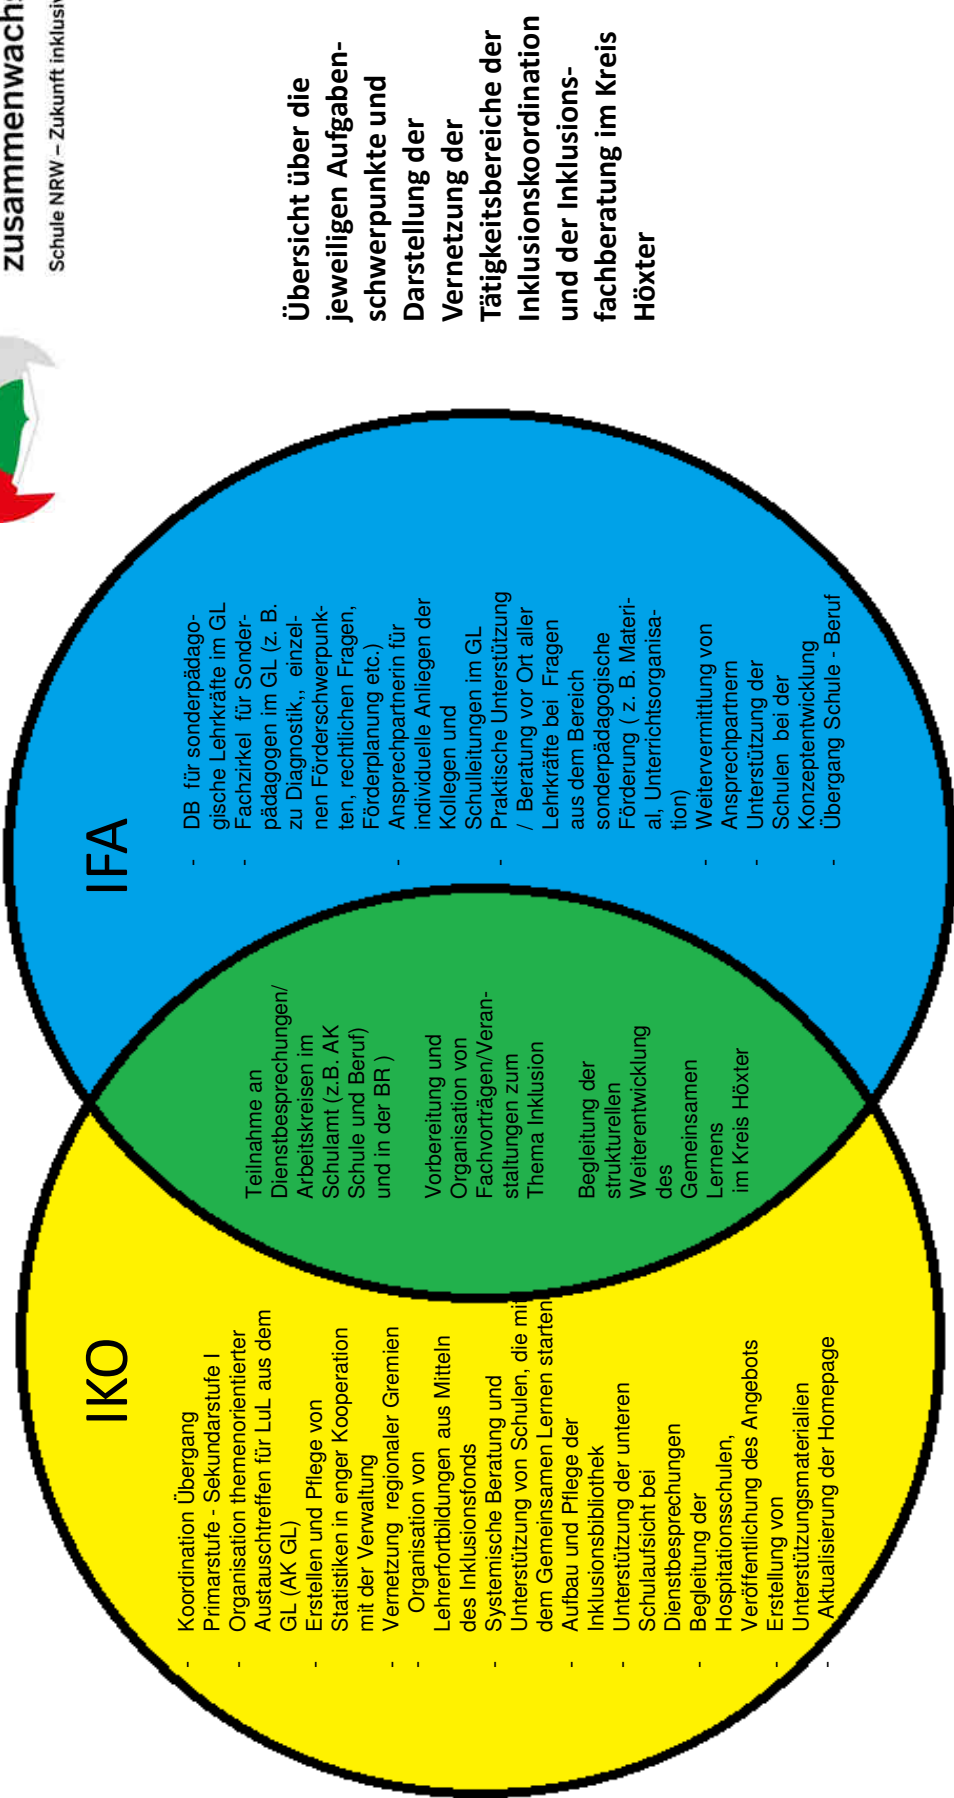 zusammenwachs
Schule NRW – Zukunft inklusiv
Übersicht über die
jeweiligen Aufgaben-
schwerpunkte und
Darstellung der
Vernetzung der
Tätigkeitsbereiche der
Inklusionskoordination
und der Inklusions-
fachberatung im Kreis
Höxter
IKO
- Koordination Übergang
Primarstufe - Sekundarstufe I
- Organisation themenorientierter
Austauschtreffen für LuL aus dem
GL (AK GL)
- Erstellen und Pflege von
Statistiken in enger Kooperation
mit der Verwaltung
- Vernetzung regionaler Gremien
- Organisation von
Lehrerfortbildungen aus Mitteln
des Inklusionsfonds
- Systemische Beratung und
Unterstützung von Schulen, die mit
dem Gemeinsamen Lernen starten
- Aufbau und Pflege der
Inklusionsbibliothek
- Unterstützung der unteren
Schulaufsicht bei
Dienstbesprechungen
- Begleitung der
Hospitationsschulen,
Veröffentlichung des Angebots
- Erstellung von
Unterstützungsmaterialien
- Aktualisierung der Homepage
Teilnahme an
Dienstbesprechungen/
Arbeitskreisen im
Schulamt (z.B. AK
Schule und Beruf)
und in der BR )
Vorbereitung und
Organisation von
Fachvorträgen/Veran-
staltungen zum
Thema Inklusion
Begleitung der
strukturellen
Weiterentwicklung
des
Gemeinsamen
Lernens
im Kreis Höxter
IFA
- DB für sonderpädago-
gische Lehrkräfte im GL
- Fachzirkel für Sonder-
pädagogen im GL (z. B.
zu Diagnostik,, einzel-
nen Förderschwerpunk-
ten, rechtlichen Fragen,
Förderplanung etc.)
- Ansprechpartnerin für
individuelle Anliegen der
Kollegen und
Schulleitungen im GL
- Praktische Unterstützung
/ Beratung vor Ort aller
Lehrkräfte bei Fragen
aus dem Bereich
sonderpädagogische
Förderung ( z. B. Materi-
al, Unterrichtsorganisa-
tion)
- Weitervermittlung von
Ansprechpartnern
- Unterstützung der
Schulen bei der
Konzeptentwicklung
- Übergang Schule - Beruf